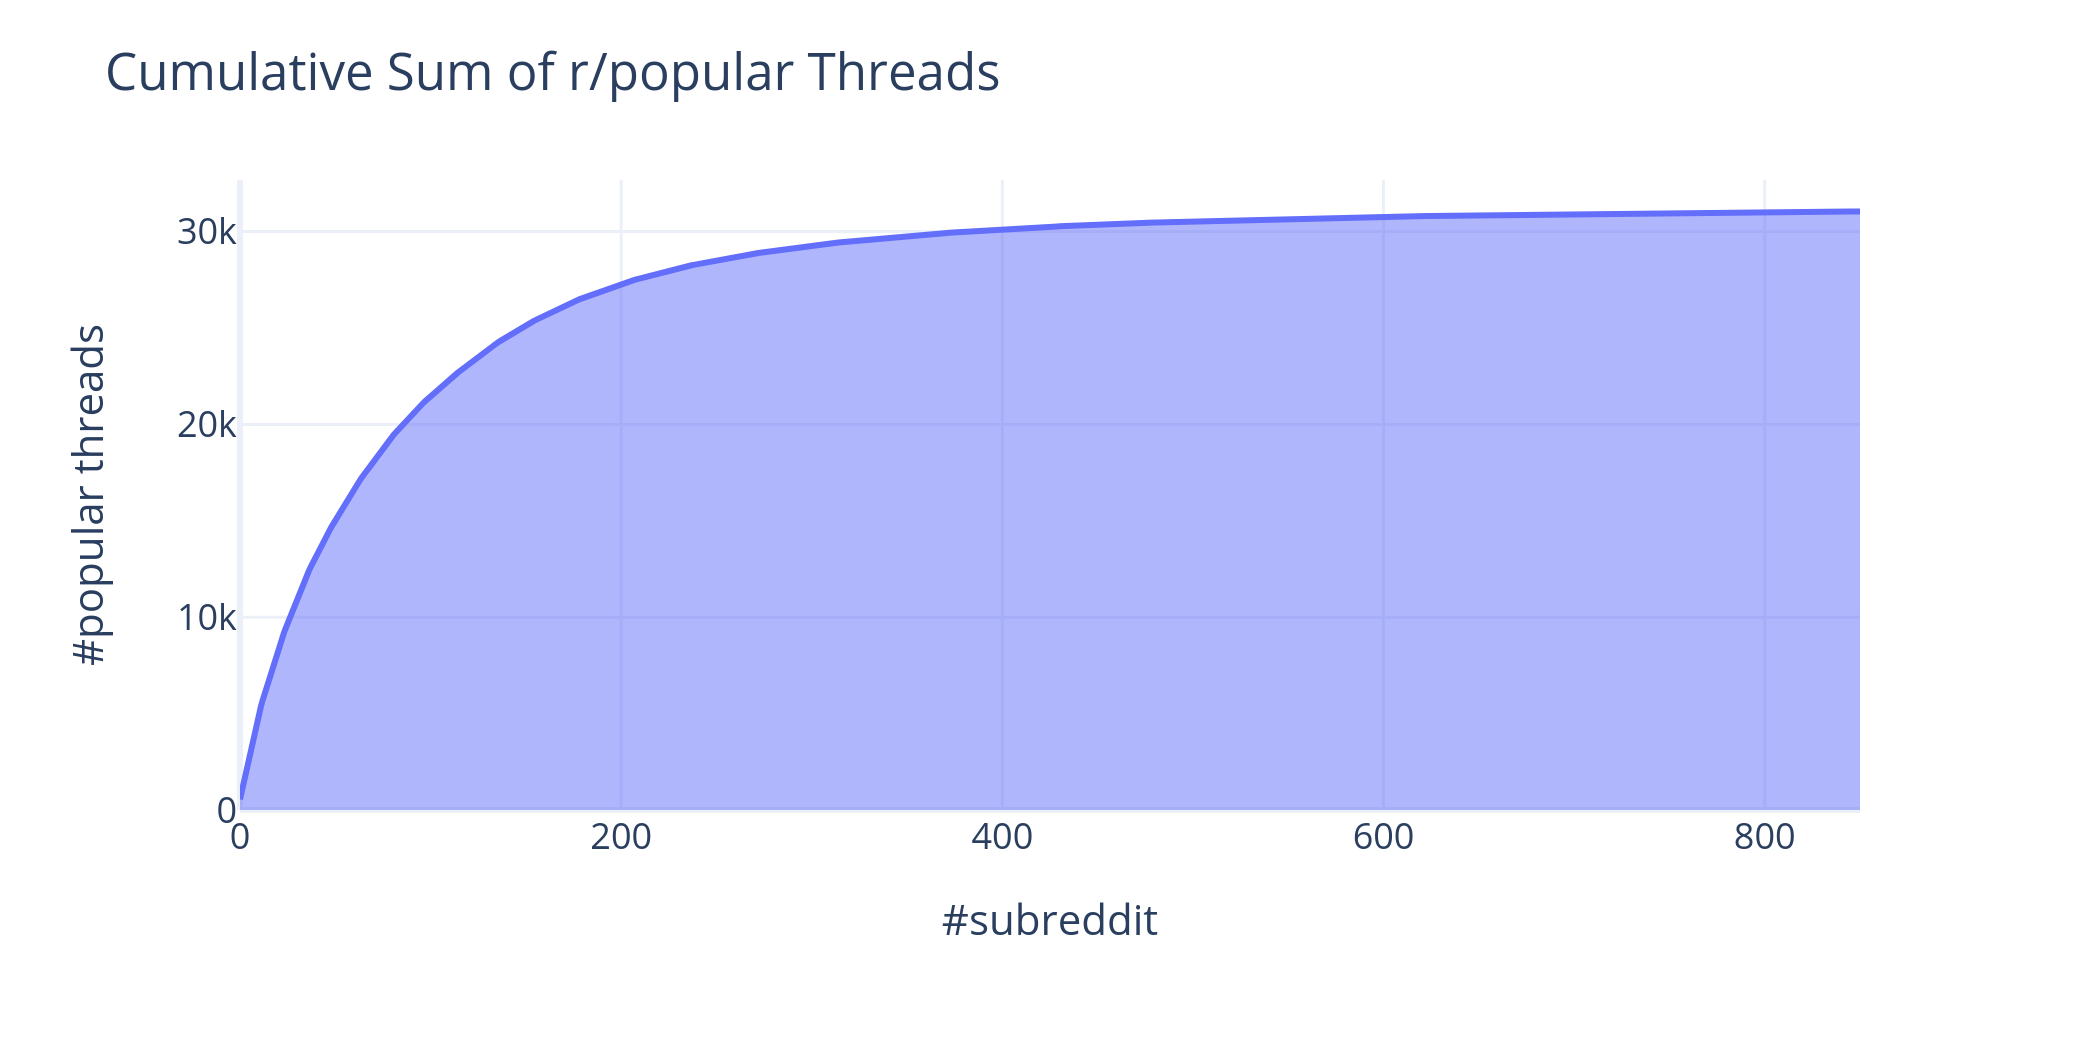 Cumulative Sum of r/popular Threads
30k
20k
10k
0
#popular threads
0 200 400 600 800
#subreddit